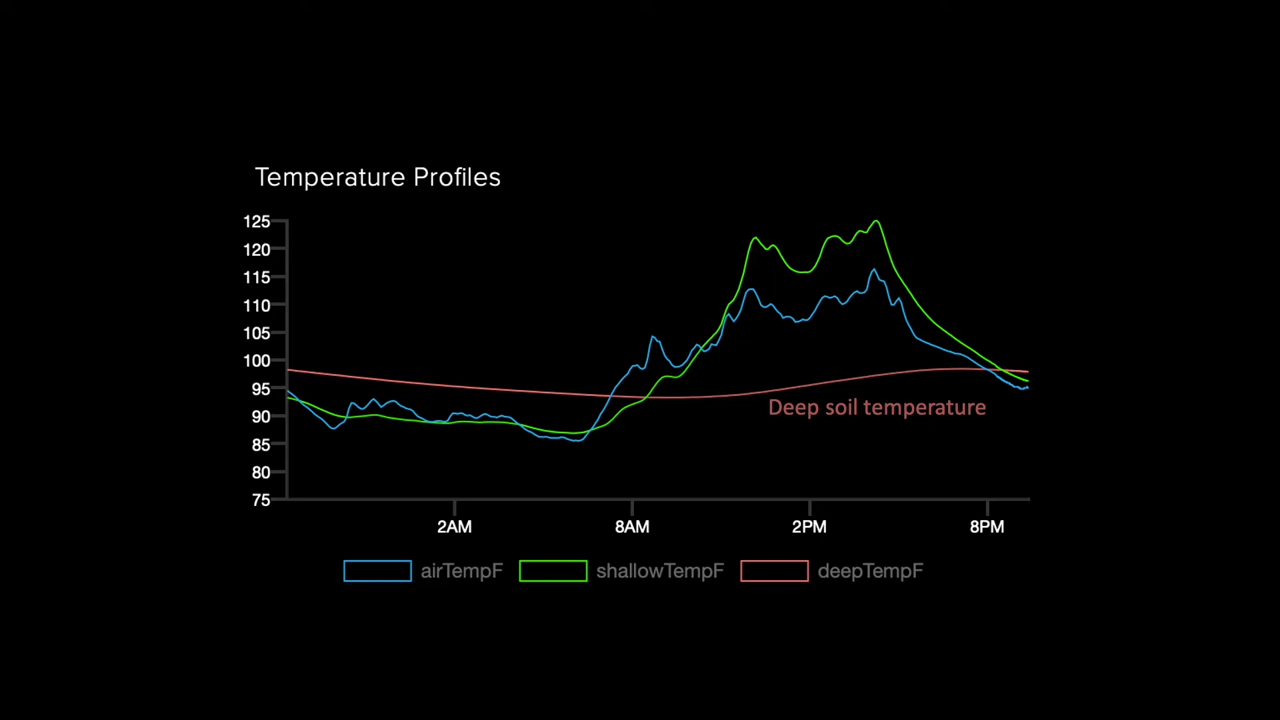 Temperature Profiles
125
120
115
110
105
100
95
90
85
80
75
Deep soil temperature
2AM 8AM 2PM 8PM
airTempF shallowTempF deepTempF